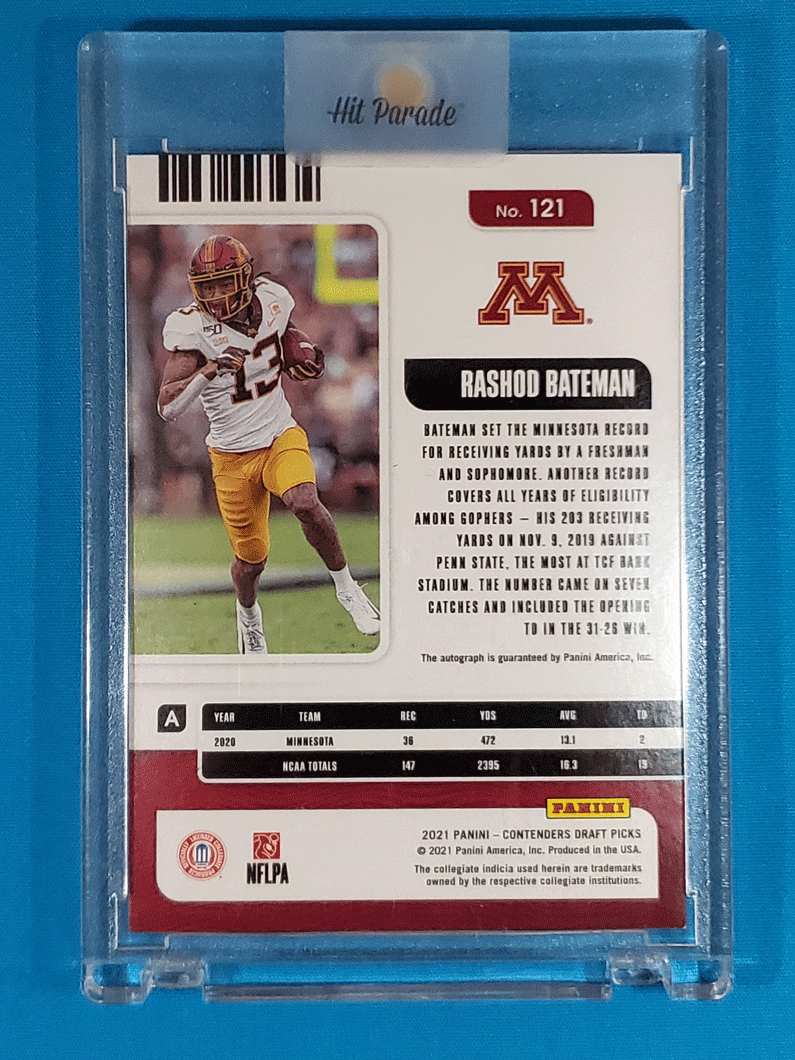 Hit Parade
No. 121
M
13
150
RASHOD BATEMAN
BATEMAN SET THE MINNESOTA RECORD
FOR RECEIVING YARDS BY A FRESHMAN
AND SOPHOMORE. ANOTHER RECORD
COVERS ALL YEARS OF ELIGIBILITY
AMONG GOPHERS – HIS 203 RECEIVING
YARDS ON NOV. 9, 2019 AGAINST
PENN STATE, THE MOST AT TCF BANK
STADIUM. THE NUMBER CAME ON SEVEN
CATCHES AND INCLUDED THE OPENING
TD IN THE 31-26 WIN.
The autograph is guaranteed by Panini America, Inc.
A
YEAR TEAM REC YDS AVG TD
2020 MINNESOTA 36 472 13.1 2
NCAA TOTALS 147 2395 16.3 19
PANINI
2021 PANINI – CONTENDERS DRAFT PICKS
© 2021 Panini America, Inc. Produced in the USA.
The collegiate indicia used herein are trademarks
owned by the respective collegiate institutions.
OFFICIALLY LICENSED COLLEGIATE PRODUCTS
NFLPA